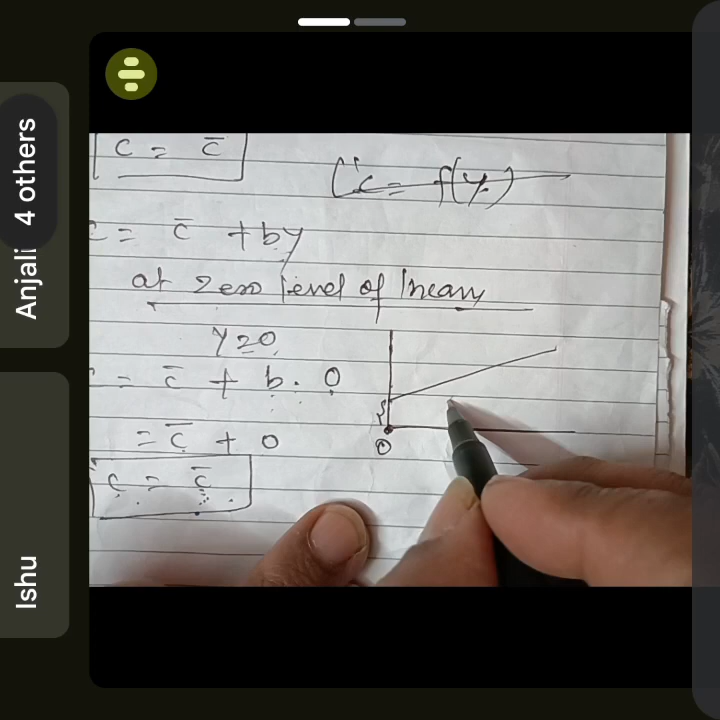 Anjali 4 others
Ishu
C = c̄
C = f(y)
= c̄ + by
at Zero level of Income
Y = 0
= c̄ + b. 0
= c̄ + 0
C = c̄
0